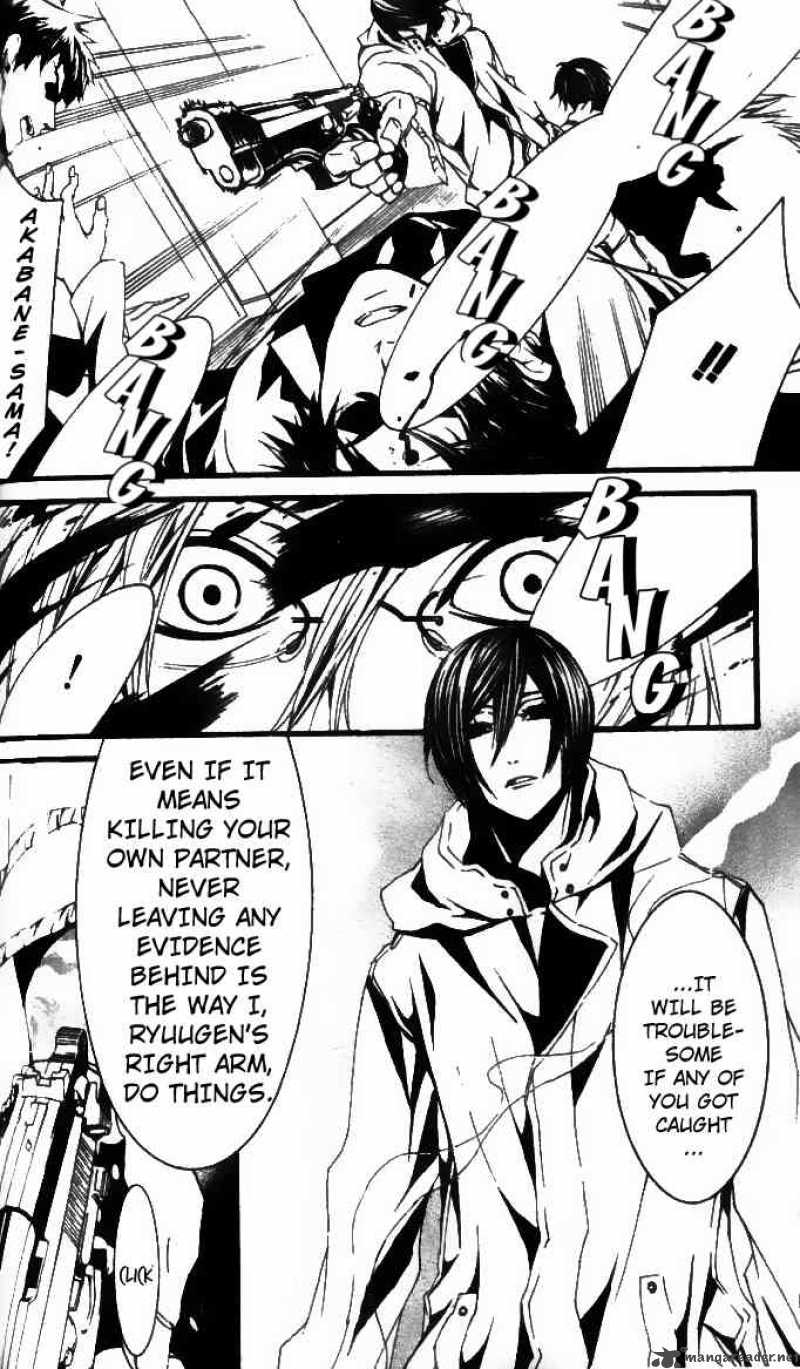 BANG
!!
BANG
AKABANE-SAMA!
BANG
BANG
!
...IT
WILL BE
TROUBLE-
SOME
IF ANY OF
YOU GOT
CAUGHT
...
EVEN IF IT
MEANS
KILLING YOUR
OWN PARTNER,
NEVER
LEAVING ANY
EVIDENCE
BEHIND IS
THE WAY I,
RYUUGEN'S
RIGHT ARM,
DO THINGS.
CLICK
mangareader.net